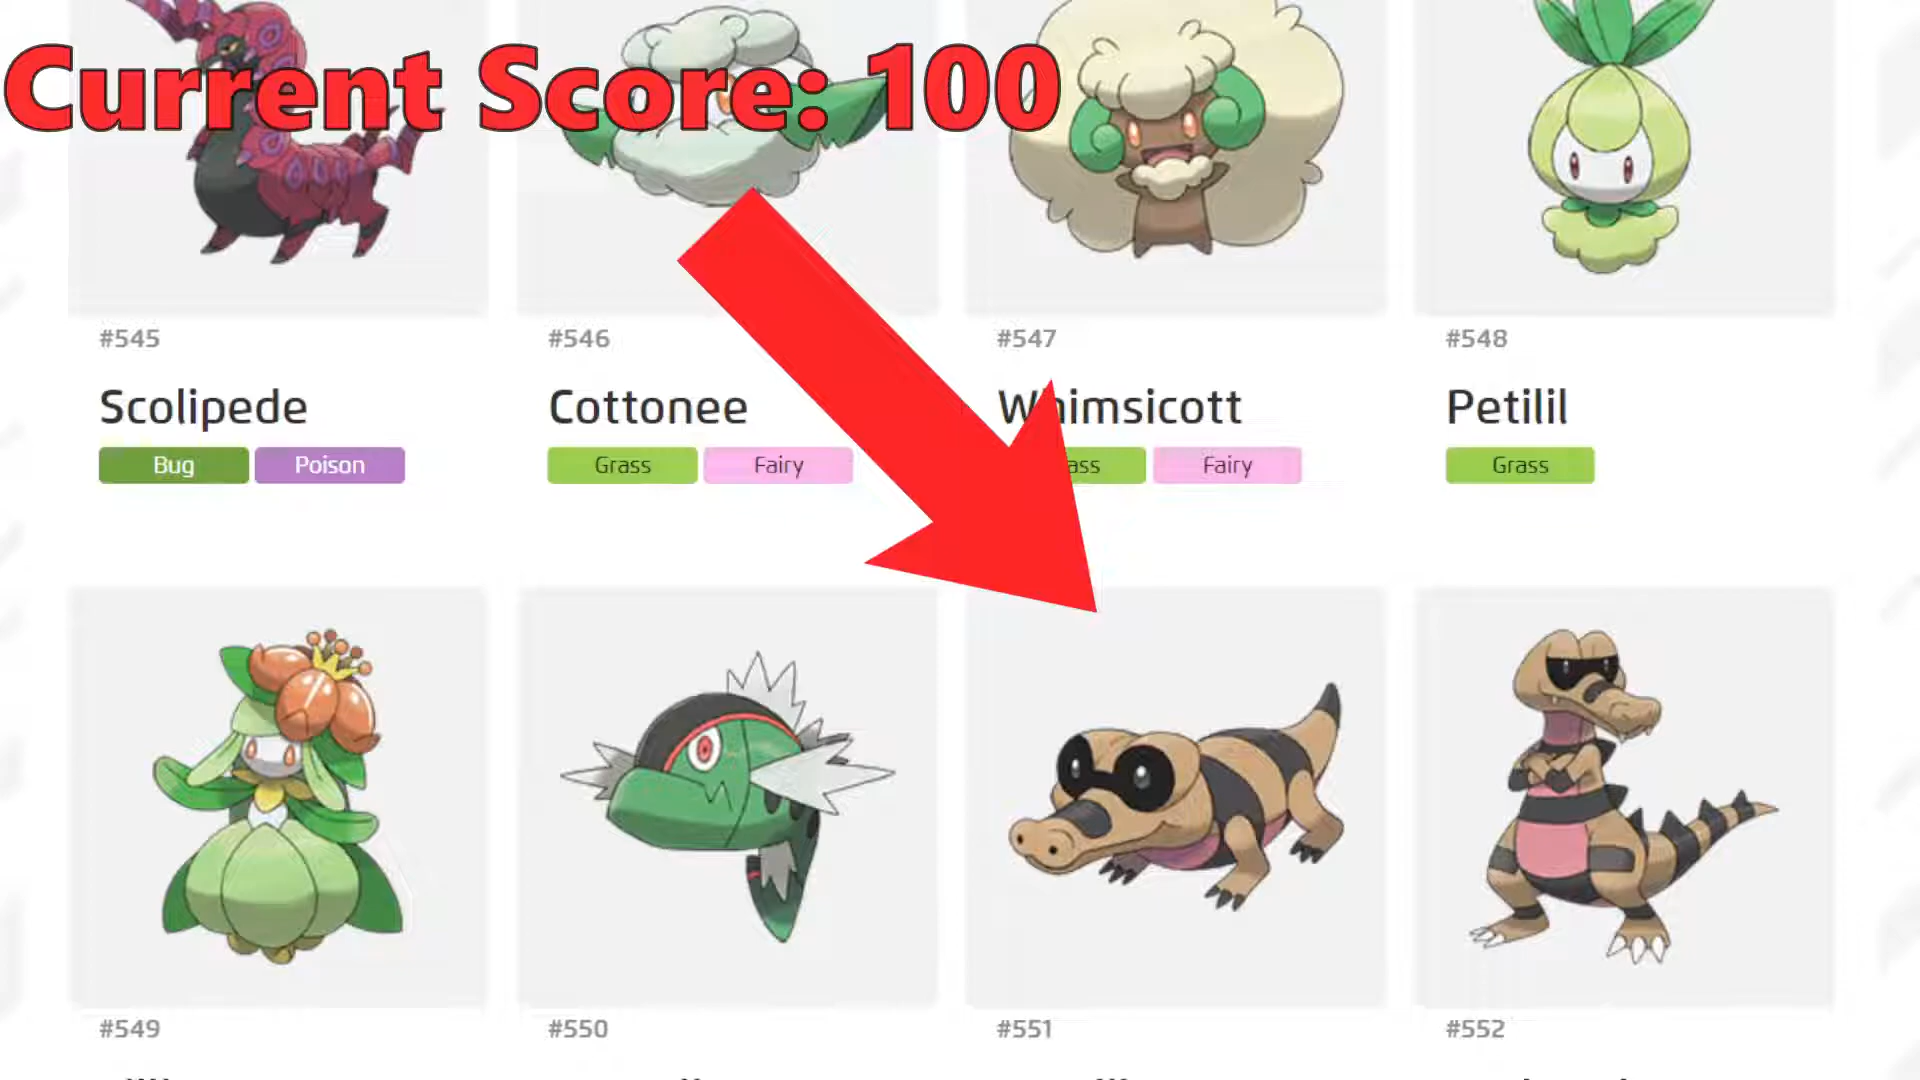 Current Score: 100
#545
#546
#547
#548
Scolipede
Cottonee
Whimsicott
Petilil
Bug
Poison
Grass
Fairy
ass
Fairy
Grass
#549
#550
#551
#552